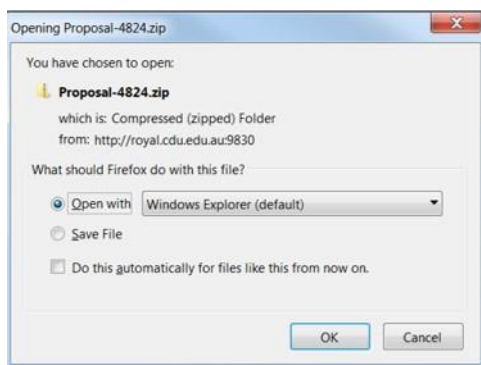 Opening Proposal-4824.zip
You have chosen to open:
Proposal-4824.zip
which is: Compressed (zipped) Folder
from: http://royal.cdu.edu.au:9830
What should Firefox do with this file?
Open with Windows Explorer (default)
Save File
Do this automatically for files like this from now on.
OK Cancel